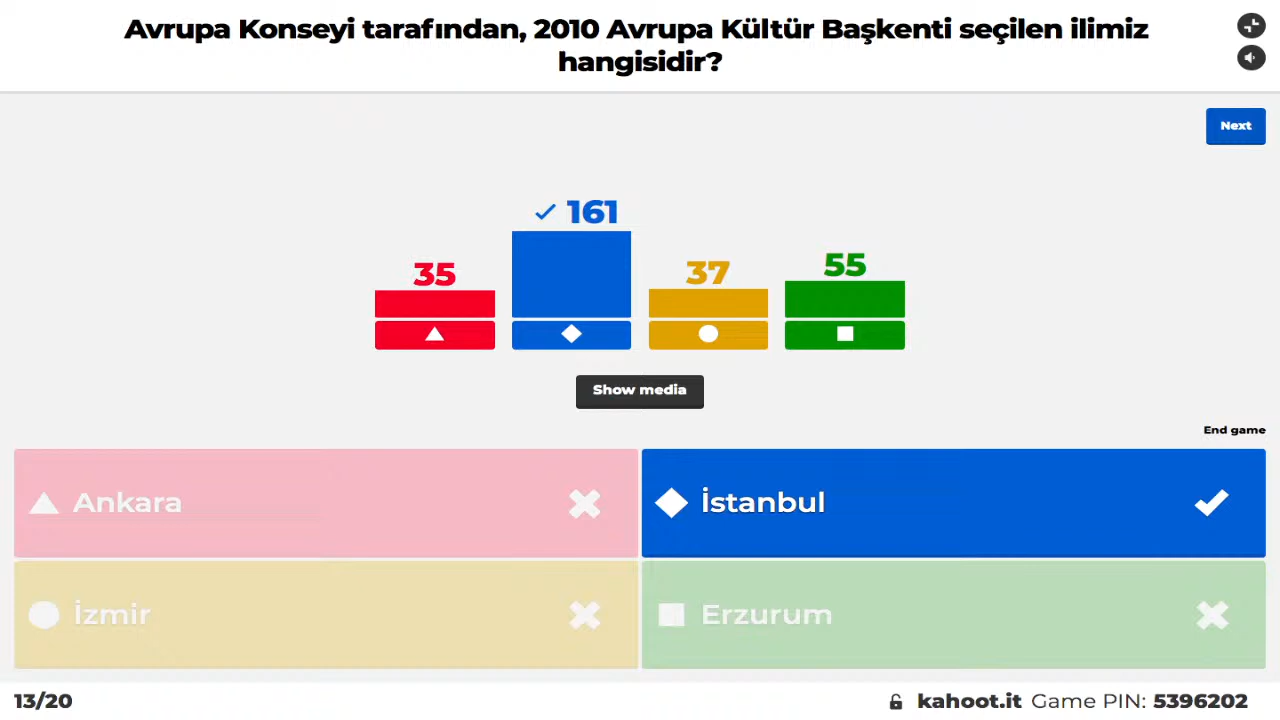 Avrupa Konseyi tarafından, 2010 Avrupa Kültür Başkenti seçilen ilimiz
hangisidir?
Next
161
35
37
55
Show media
End game
Ankara
İstanbul
İzmir
Erzurum
13/20
kahoot.it Game PIN: 5396202